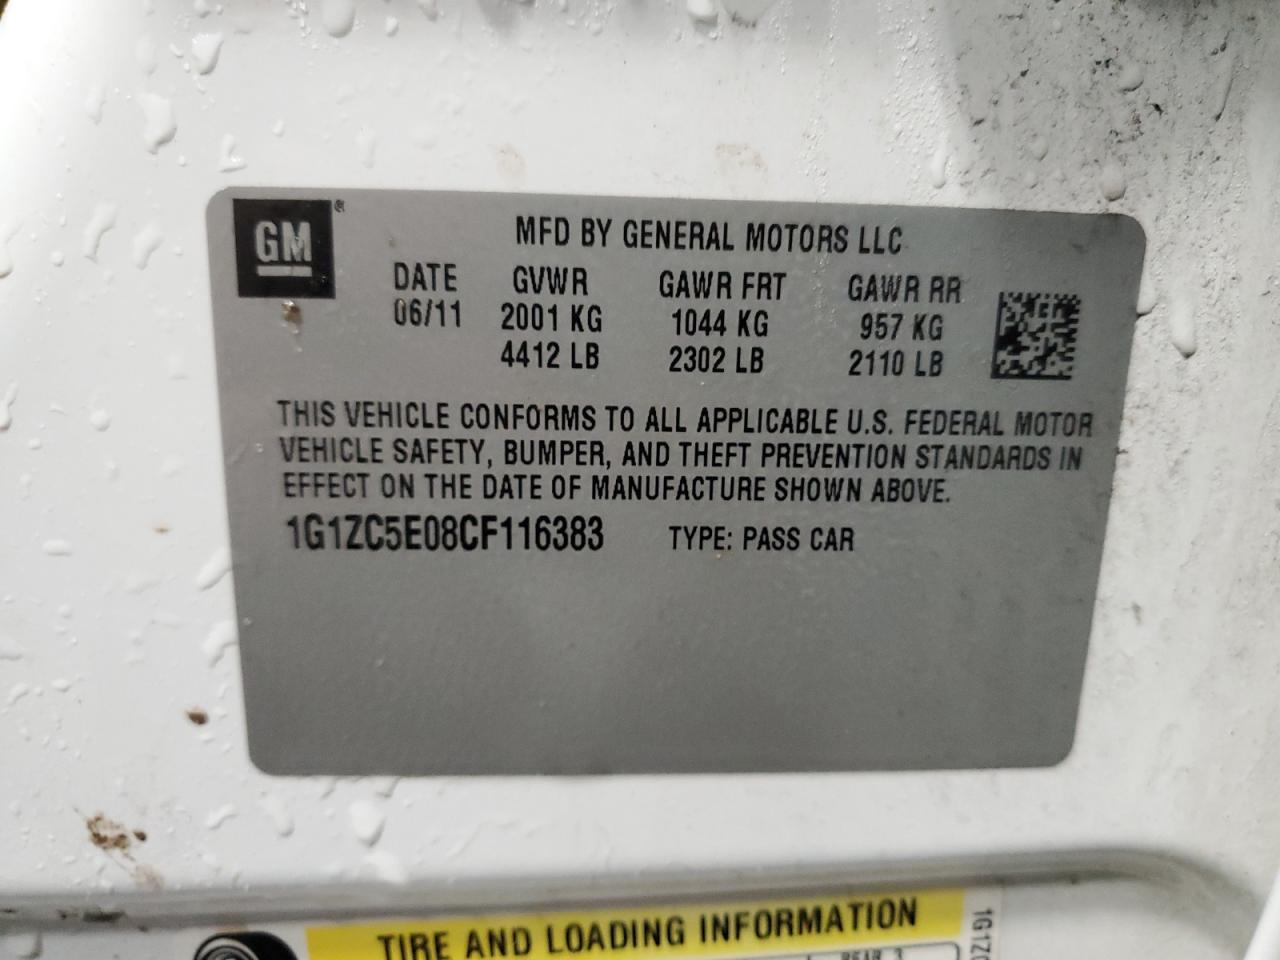 GM®
MFD BY GENERAL MOTORS LLC
DATE GVWR GAWR FRT GAWR RR
06/11 2001 KG 1044 KG 957 KG
4412 LB 2302 LB 2110 LB
THIS VEHICLE CONFORMS TO ALL APPLICABLE U.S. FEDERAL MOTOR
VEHICLE SAFETY, BUMPER, AND THEFT PREVENTION STANDARDS IN
EFFECT ON THE DATE OF MANUFACTURE SHOWN ABOVE.
1G1ZC5E08CF116383 TYPE: PASS CAR
TIRE AND LOADING INFORMATION
1G1Z
REAR 3